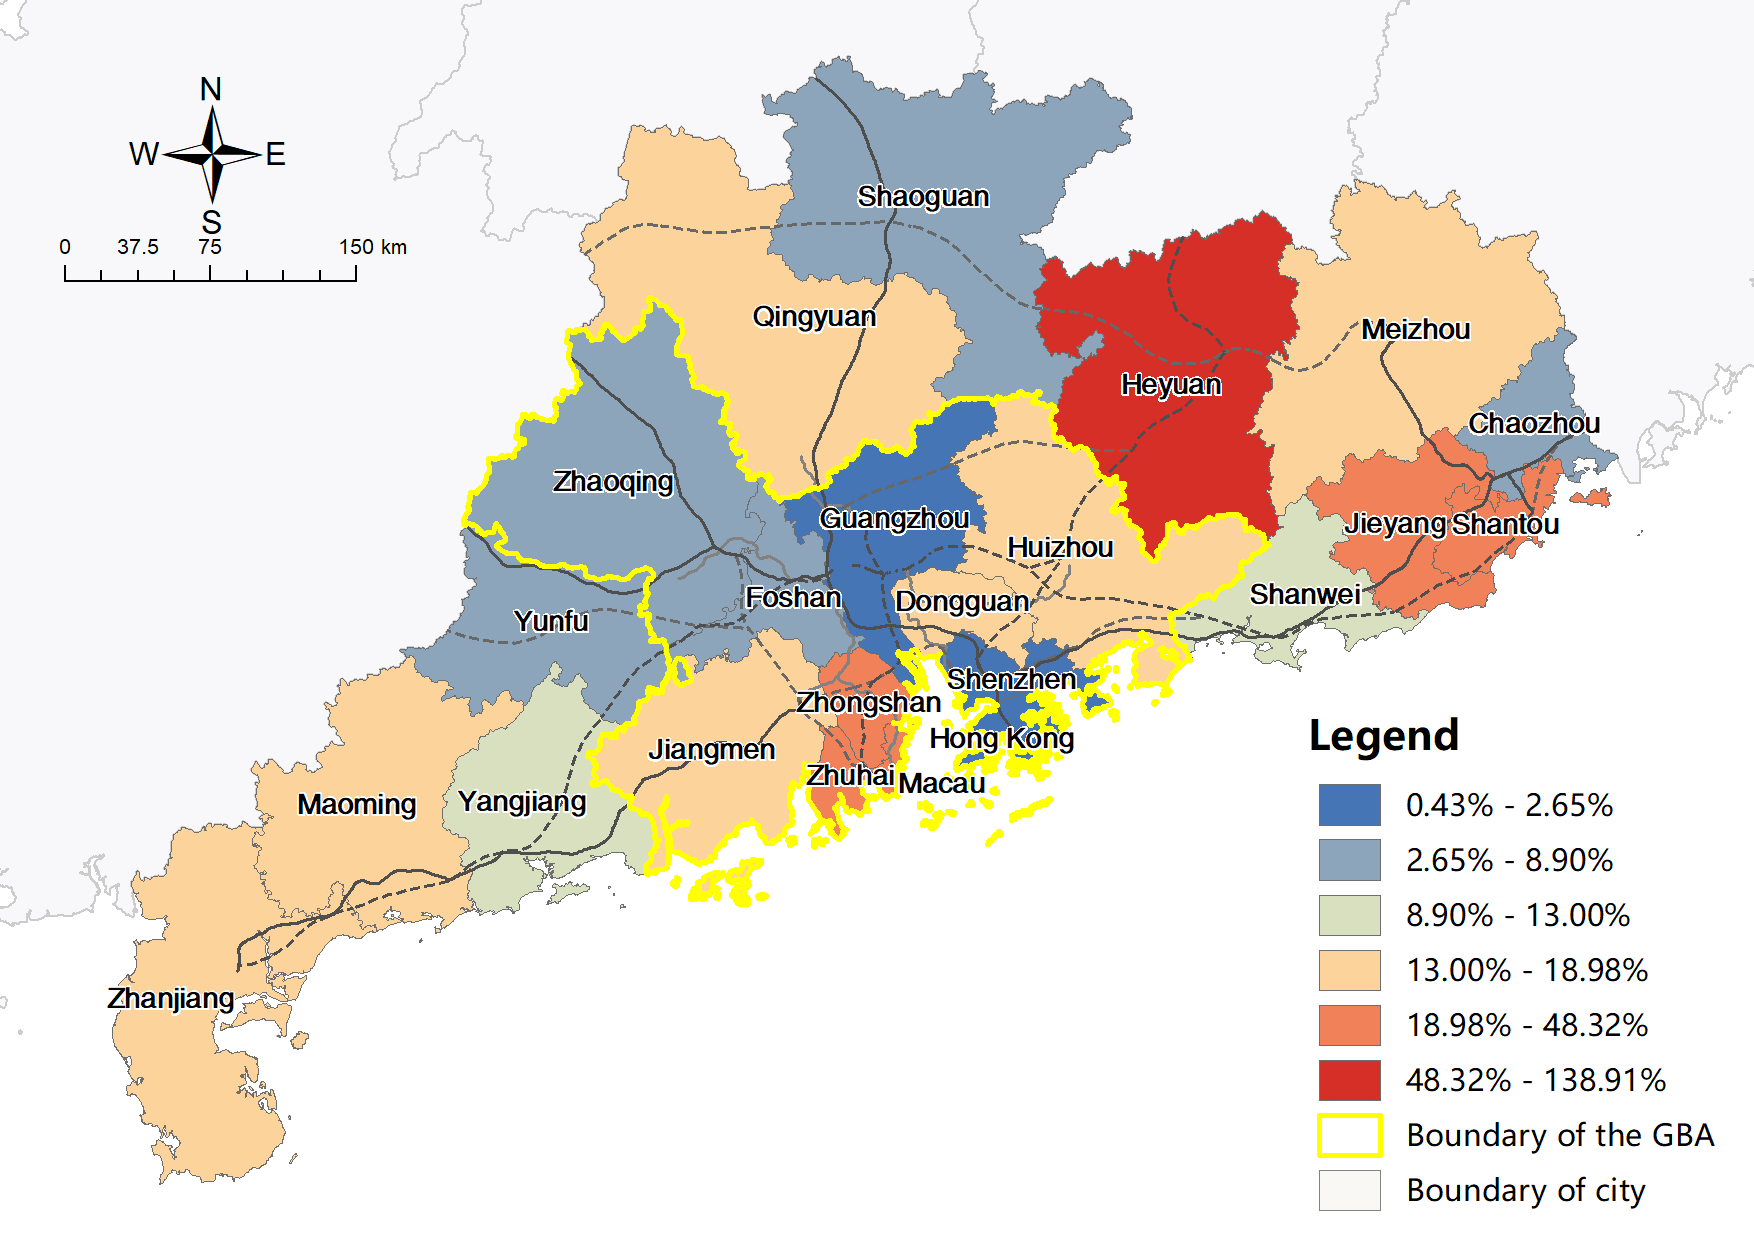 N
W E
S
0 37.5 75 150 km
Shaoguan
Qingyuan
Meizhou
Heyuan
Chaozhou
Zhaoqing
Guangzhou
Jieyang Shantou
Huizhou
Foshan
Dongguan
Shanwei
Yunfu
Shenzhen
Zhongshan
Hong Kong
Jiangmen
Zhuhai
Macau
Maoming
Yangjiang
Zhanjiang
Legend
0.43% - 2.65%
2.65% - 8.90%
8.90% - 13.00%
13.00% - 18.98%
18.98% - 48.32%
48.32% - 138.91%
Boundary of the GBA
Boundary of city